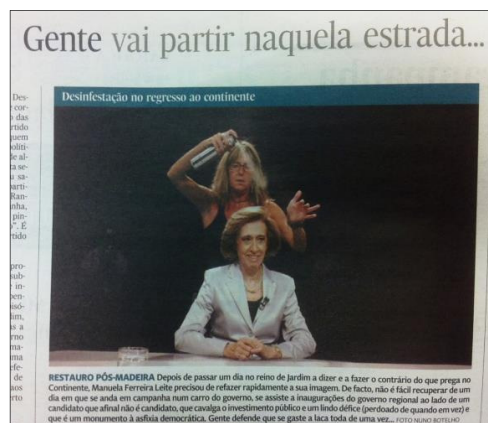 Gente vai partir naquela estrada...
Desinfestação no regresso ao continente
RESTAURO PÓS-MADEIRA Depois de passar um dia no reino de Jardim a dizer e a fazer o contrário do que prega no
Continente, Manuela Ferreira Leite precisou de refazer rapidamente a sua imagem. De facto, não é fácil recuperar de um
dia em que se anda em campanha num carro do governo, se assiste a inaugurações do governo regional ao lado de um
candidato que afinal não é candidato, que cavalga o investimento público e um lindo défice (perdoado de quando em vez) e
que é um monumento à asfixia democrática. Gente defende que se gaste a laca toda de uma vez... FOTO NUNO BOTELHO